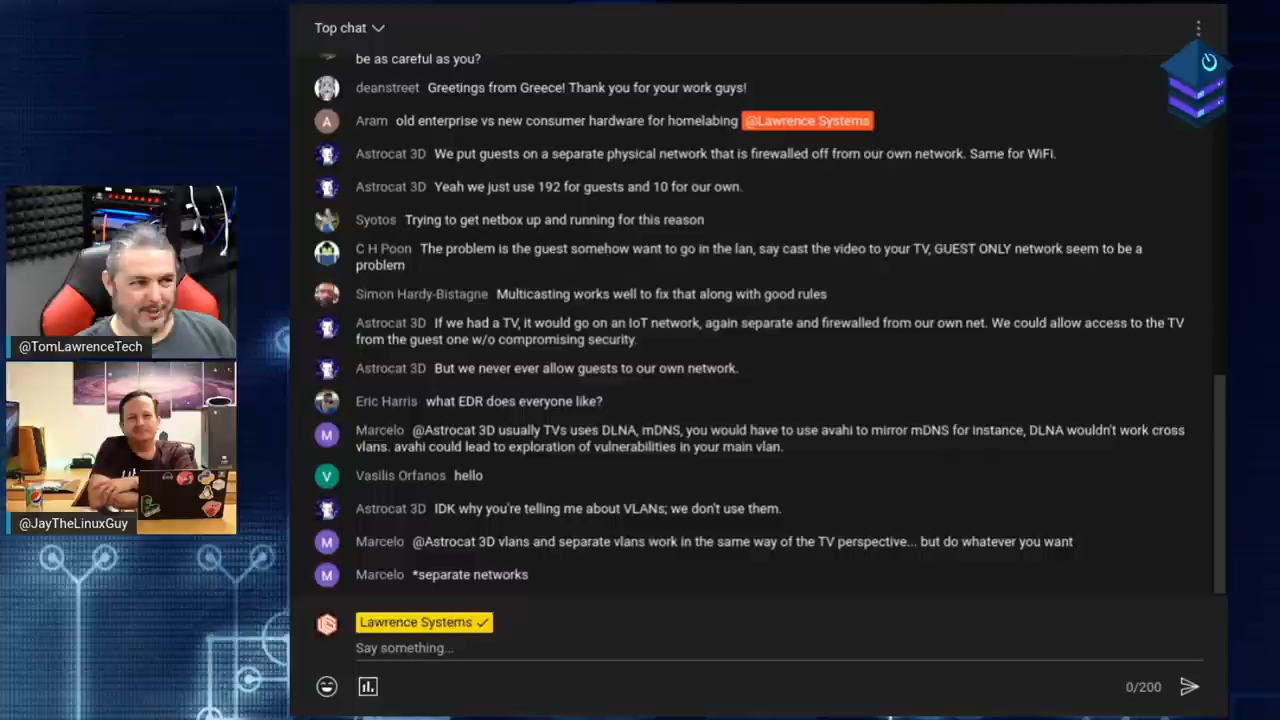 Top chat
be as careful as you?
deanstreet Greetings from Greece! Thank you for your work guys!
A
Aram old enterprise vs new consumer hardware for homelabing @Lawrence Systems
Astrocat 3D We put guests on a separate physical network that is firewalled off from our own network. Same for WiFi.
Astrocat 3D Yeah we just use 192 for guests and 10 for our own.
Syotos Trying to get netbox up and running for this reason
C H Poon The problem is the guest somehow want to go in the lan, say cast the video to your TV, GUEST ONLY network seem to be a
problem
Simon Hardy-Bistagne Multicasting works well to fix that along with good rules
Astrocat 3D If we had a TV, it would go on an IoT network, again separate and firewalled from our own net. We could allow access to the TV
from the guest one w/o compromising security.
Astrocat 3D But we never ever allow guests to our own network.
Eric Harris what EDR does everyone like?
M
Marcelo @Astrocat 3D usually TVs uses DLNA, mDNS, you would have to use avahi to mirror mDNS for instance, DLNA wouldn't work cross
vlans. avahi could lead to exploration of vulnerabilities in your main vlan.
V
Vasilis Orfanos hello
Astrocat 3D IDK why you're telling me about VLANs; we don't use them.
M
Marcelo @Astrocat 3D vlans and separate vlans work in the same way of the TV perspective... but do whatever you want
M
Marcelo *separate networks
Lawrence Systems
Say something...
0/200
@TomLawrenceTech
@JayTheLinuxGuy